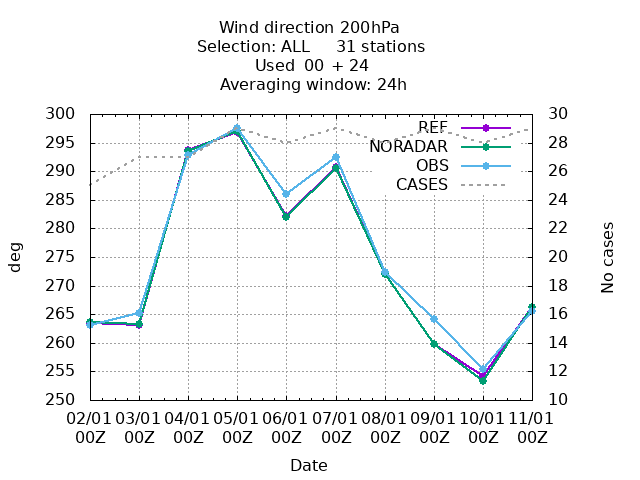 Wind direction 200hPa
Selection: ALL 31 stations
Used 00 + 24
Averaging window: 24h
300
295
290
285
280
275
270
265
260
255
250
30
28
26
24
22
20
18
16
14
12
10
REF
NORADAR
OBS
CASES
deg
No cases
02/01 03/01 04/01 05/01 06/01 07/01 08/01 09/01 10/01 11/01
00Z 00Z 00Z 00Z 00Z 00Z 00Z 00Z 00Z 00Z
Date